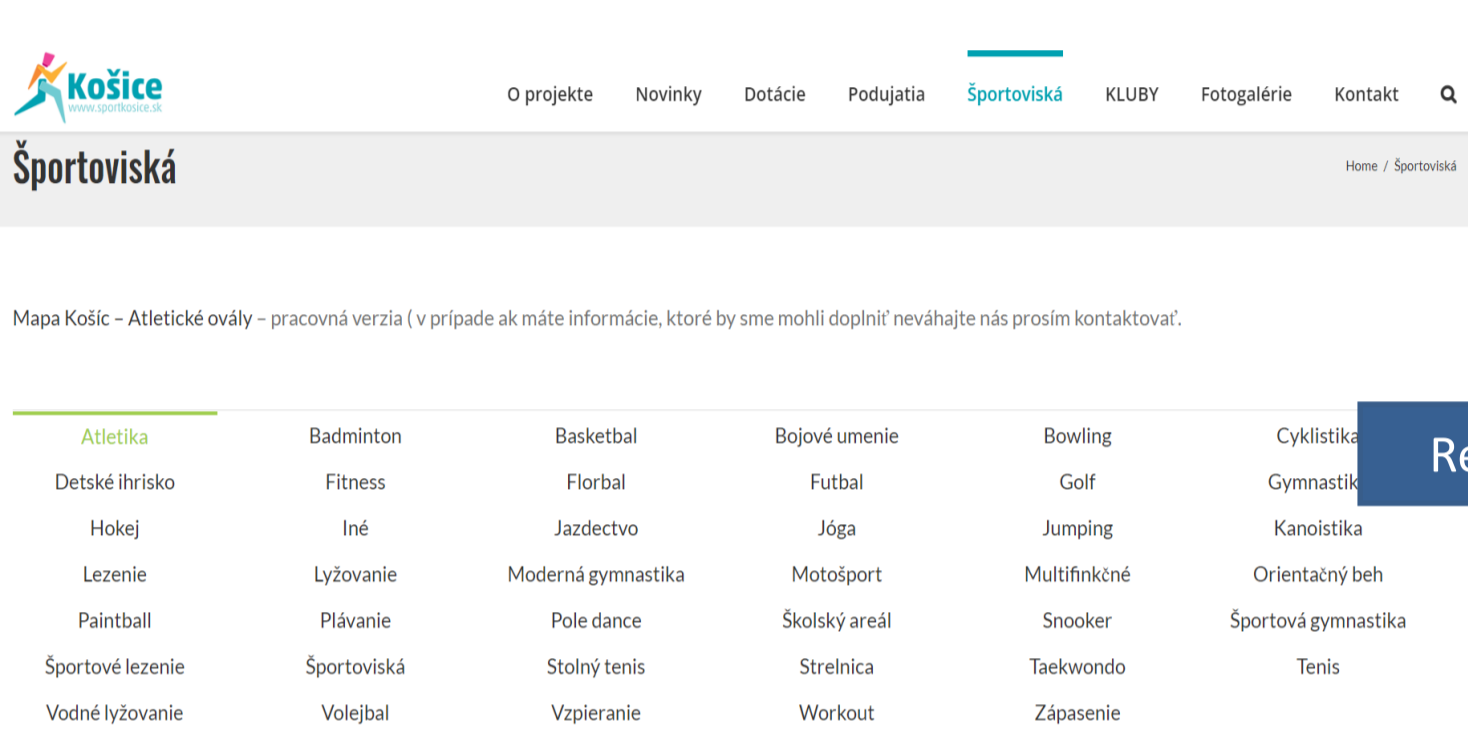 Košice
www.sportkosice.sk
O projekte Novinky Dotácie Podujatia Športoviská KLUBY Fotogalérie Kontakt
Športoviská
Home / Športoviská
Mapa Košíc – Atletické ovály – pracovná verzia ( v prípade ak máte informácie, ktoré by sme mohli doplniť neváhajte nás prosím kontaktovať.
Atletika Badminton Basketbal Bojové umenie Bowling Cyklistika
Re
Detské ihrisko Fitness Florbal Futbal Golf Gymnastik
Hokej Iné Jazdectvo Jóga Jumping Kanoistika
Lezenie Lyžovanie Moderná gymnastika Motošport Multifinkčné Orientačný beh
Paintball Plávanie Pole dance Školský areál Snooker Športová gymnastika
Športové lezenie Športoviská Stolný tenis Strelnica Taekwondo Tenis
Vodné lyžovanie Volejbal Vzpieranie Workout Zápasenie